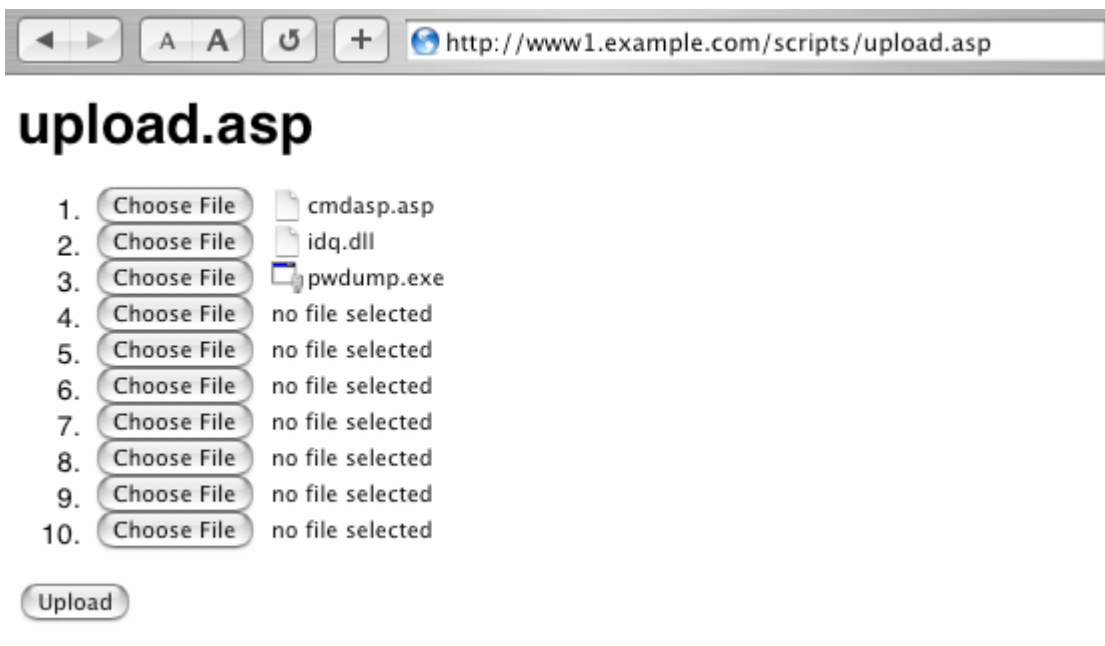 A A + http://www1.example.com/scripts/upload.asp
upload.asp
1. Choose File cmdasp.asp
2. Choose File idq.dll
3. Choose File pwdump.exe
4. Choose File no file selected
5. Choose File no file selected
6. Choose File no file selected
7. Choose File no file selected
8. Choose File no file selected
9. Choose File no file selected
10. Choose File no file selected
Upload